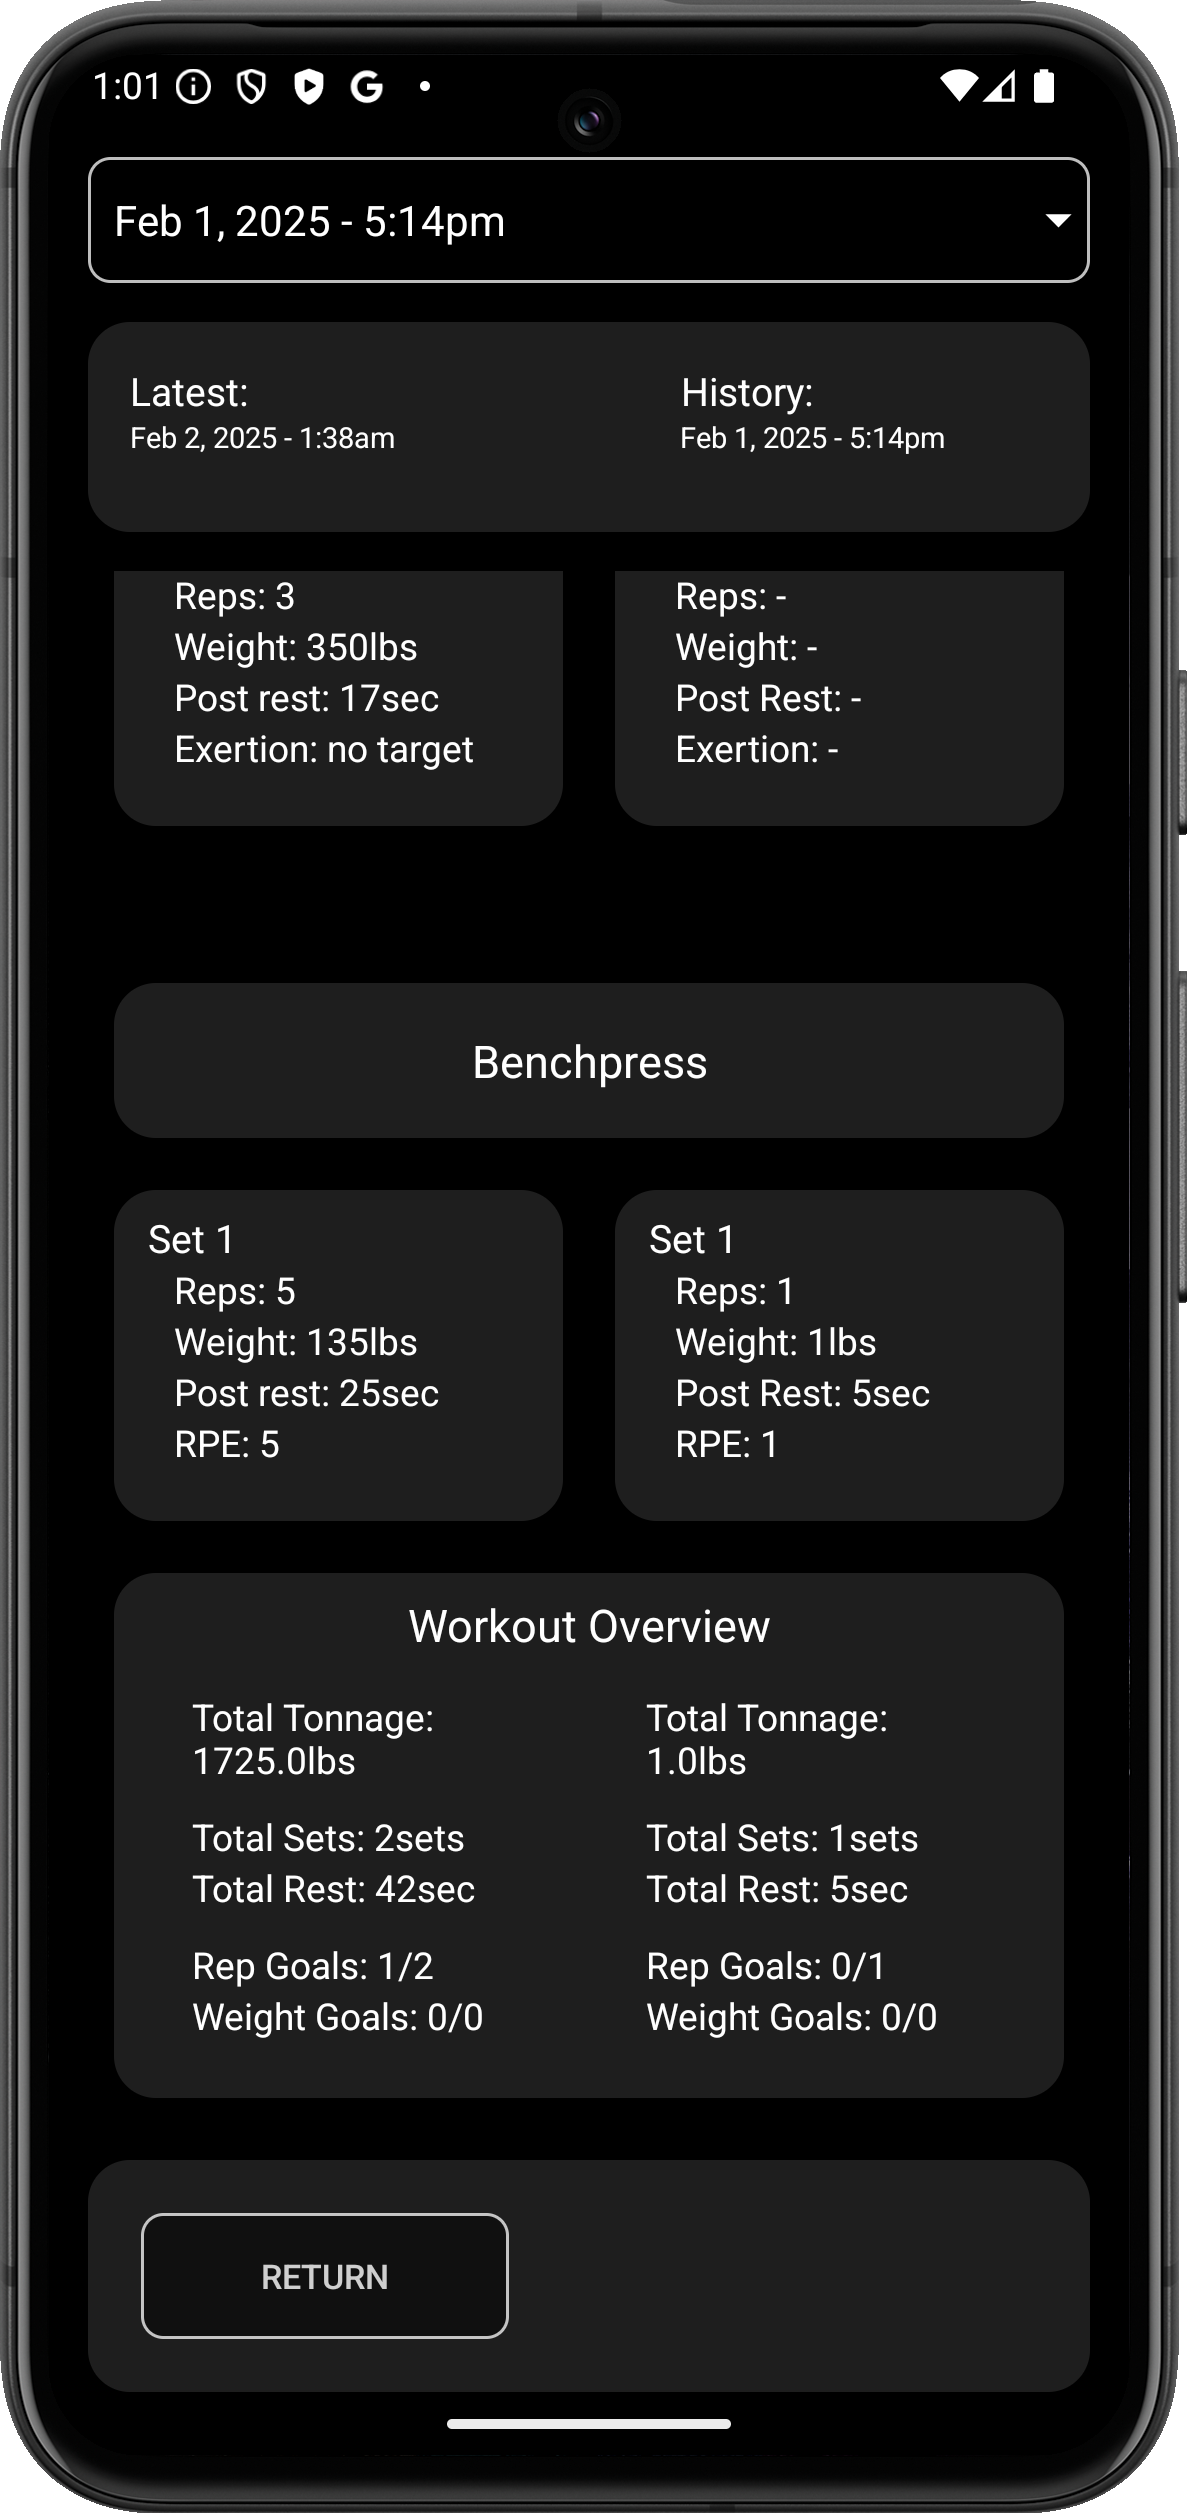 1:01
Feb 1, 2025 - 5:14pm
Latest:
Feb 2, 2025 - 1:38am
History:
Feb 1, 2025 - 5:14pm
Reps: 3
Weight: 350lbs
Post rest: 17sec
Exertion: no target
Reps: -
Weight: -
Post Rest: -
Exertion: -
Benchpress
Set 1
Reps: 5
Weight: 135lbs
Post rest: 25sec
RPE: 5
Set 1
Reps: 1
Weight: 1lbs
Post Rest: 5sec
RPE: 1
Workout Overview
Total Tonnage:
1725.0lbs
Total Sets: 2sets
Total Rest: 42sec
Rep Goals: 1/2
Weight Goals: 0/0
Total Tonnage:
1.0lbs
Total Sets: 1sets
Total Rest: 5sec
Rep Goals: 0/1
Weight Goals: 0/0
RETURN